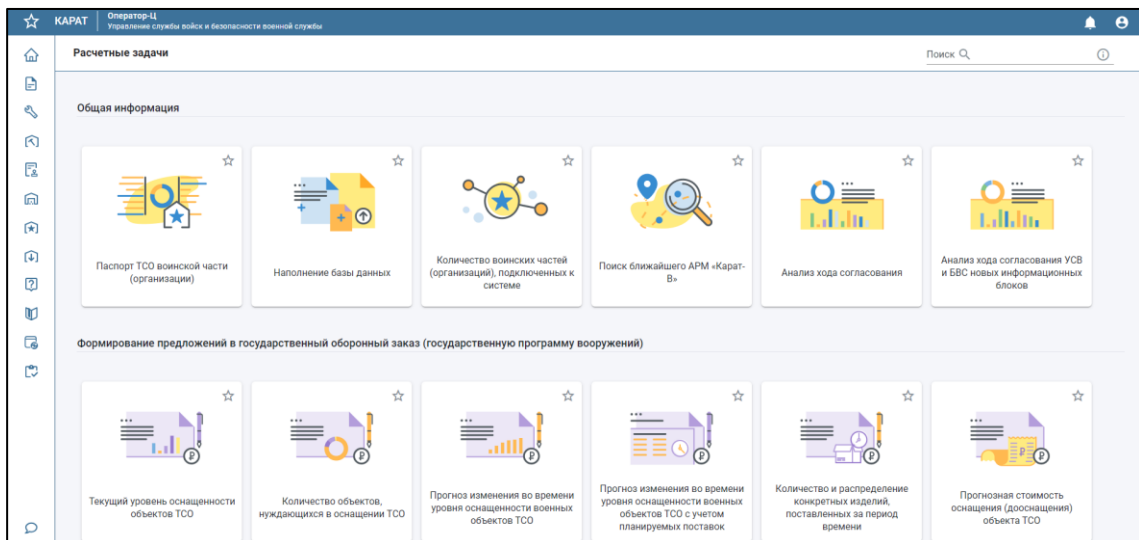 КАРАТ
Оператор-Ц
Управление службы войск и безопасности военной службы
Расчетные задачи
Поиск
Общая информация
Паспорт ТСО воинской части
(организации)
Наполнение базы данных
Количество воинских частей
(организаций), подключенных к
системе
Поиск ближайшего АРМ «Карат-
В»
Анализ хода согласования
Анализ хода согласования УСВ
и БВС новых информационных
блоков
Формирование предложений в государственный оборонный заказ (государственную программу вооружений)
Текущий уровень оснащенности
объектов ТСО
Количество объектов,
нуждающихся в оснащении ТСО
Прогноз изменения во времени
уровня оснащенности военных
объектов ТСО
Прогноз изменения во времени
уровня оснащенности военных
объектов ТСО с учетом
планируемых поставок
Количество и распределение
конкретных изделий,
поставленных за период
времени
Прогнозная стоимость
оснащения (дооснащения)
объекта ТСО